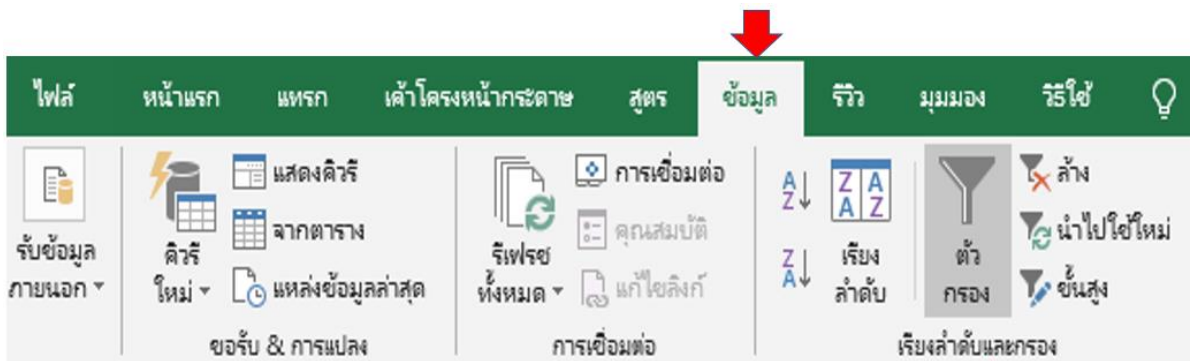 ไฟล์ หน้าแรก แทรก เค้าโครงหน้ากระดาษ สูตร ข้อมูล รีวิว มุมมอง วิธีใช้
รับข้อมูล
ภายนอก
คิวรี
ใหม่
แสดงคิวรี
จากตาราง
แหล่งข้อมูลล่าสุด
ขอรับ & การแปลง
รีเฟรช
ทั้งหมด
การเชื่อมต่อ
คุณสมบัติ
แก้ไขลิงก์
การเชื่อมต่อ
A
Z
Z
A
Z A
A Z
เรียง
ลำดับ
ตัว
กรอง
ล้าง
นำไปใช้ใหม่
ขั้นสูง
เรียงลำดับและกรอง